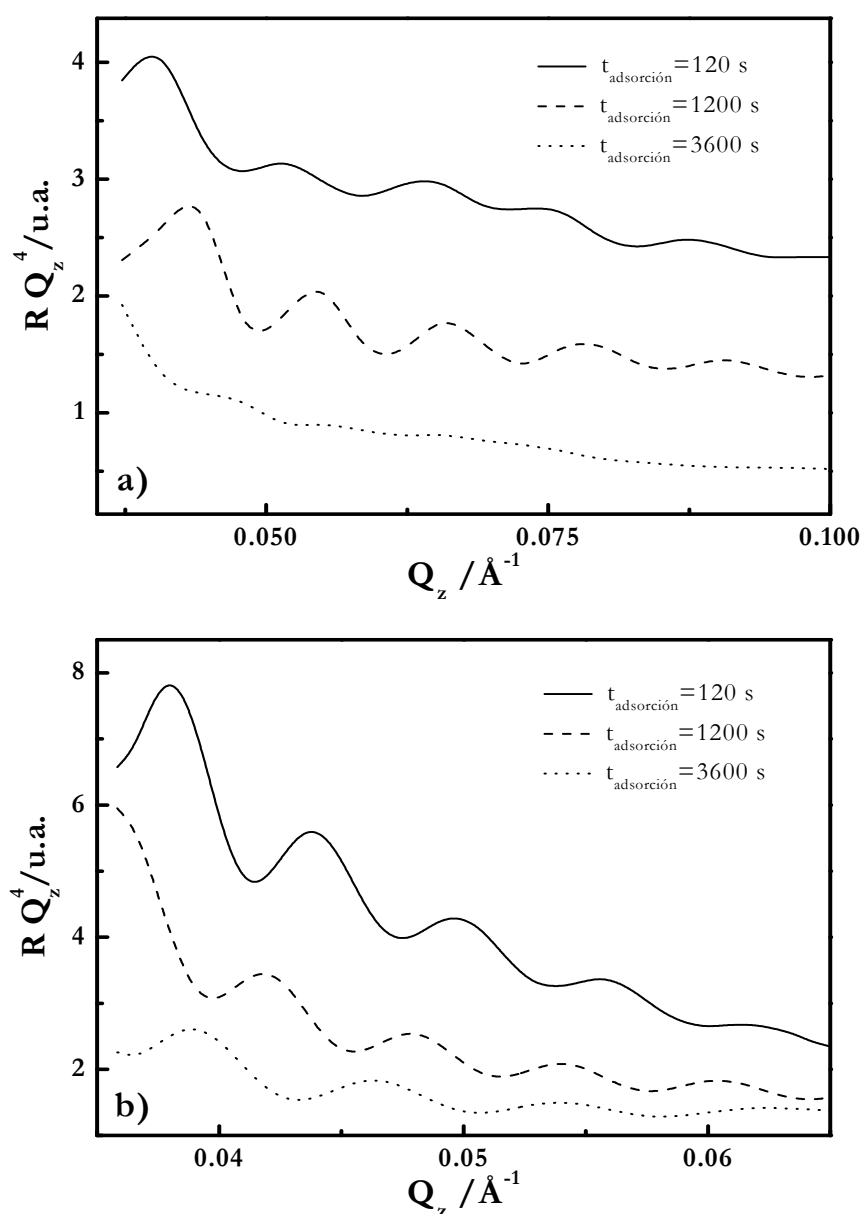 4
3
2
1
R Q_z^4/u.a.
t_adsorción=120 s
t_adsorción=1200 s
t_adsorción=3600 s
a)
0.050 0.075 0.100
Q_z /Å^-1
8
6
4
2
R Q_z^4/u.a.
t_adsorción=120 s
t_adsorción=1200 s
t_adsorción=3600 s
b)
0.04 0.05 0.06
Q_z /Å^-1